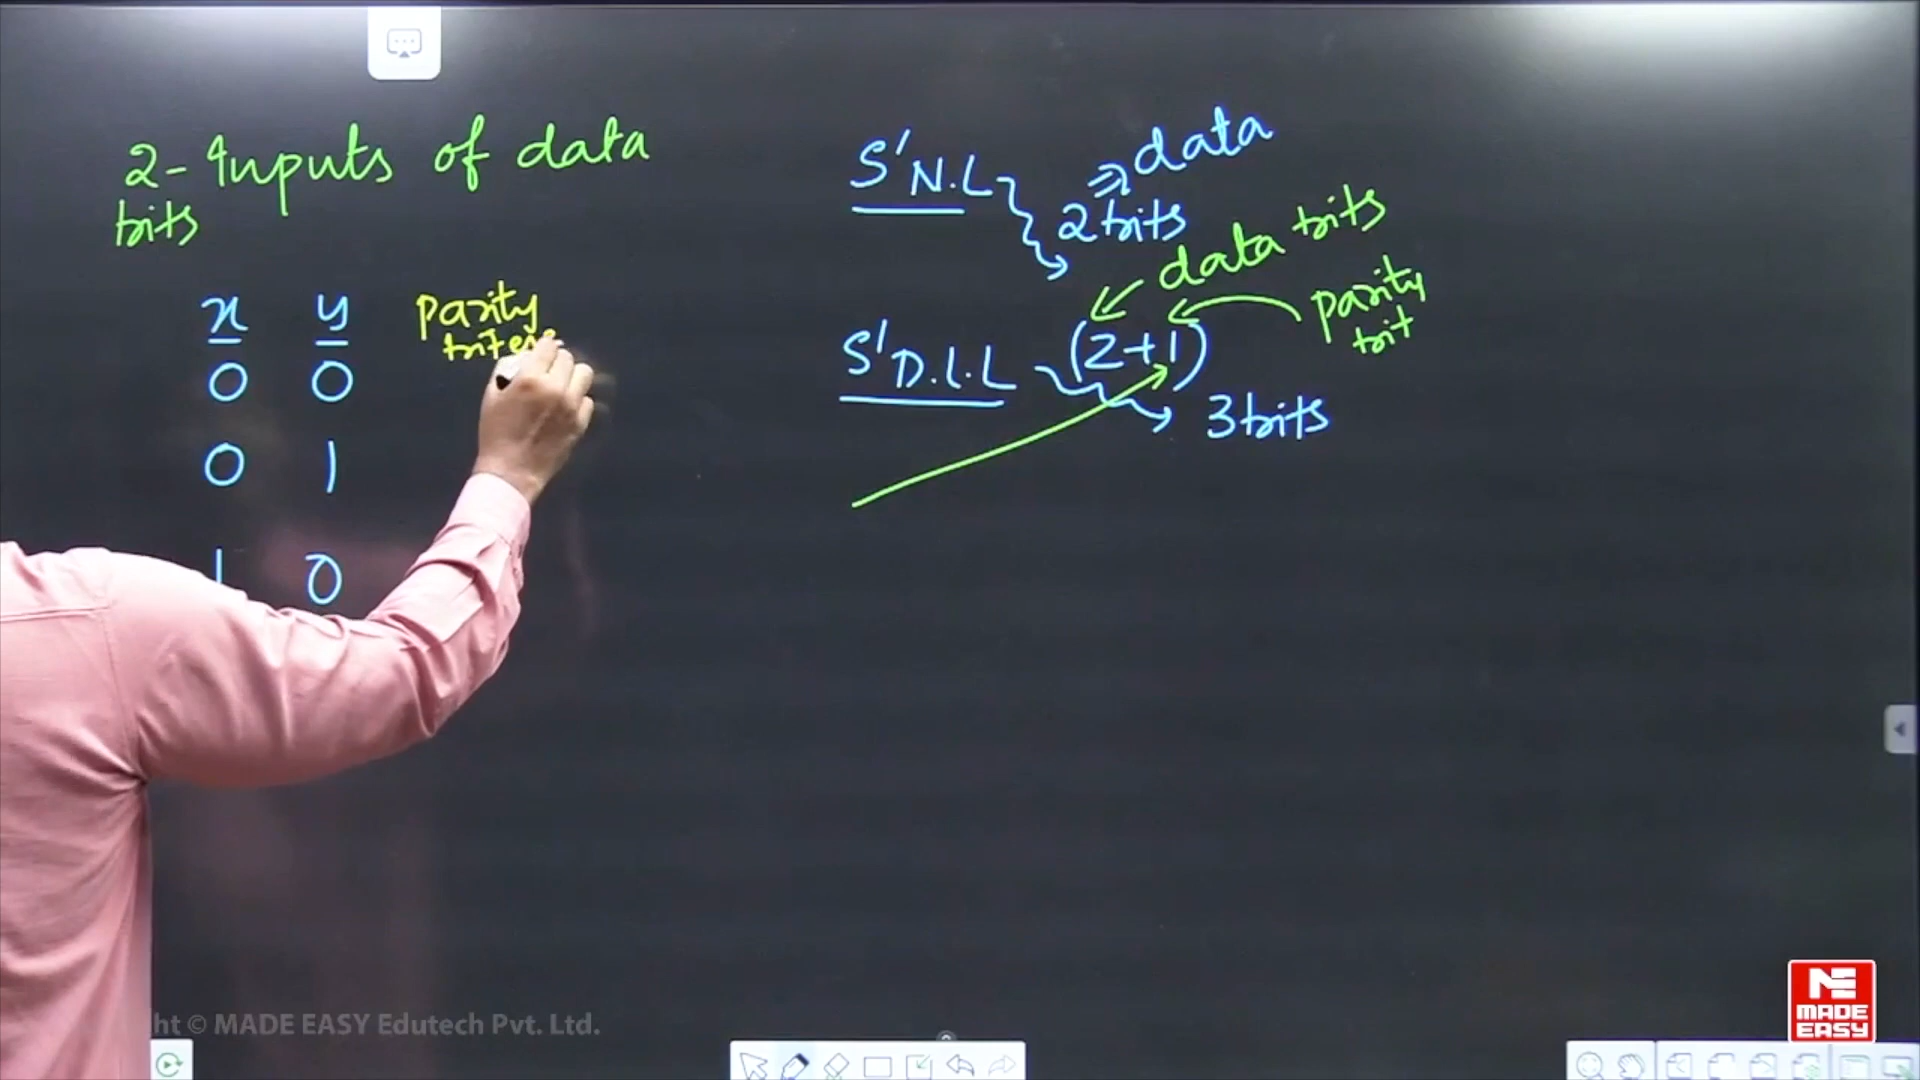 2-Inputs of data
bits
x y parity
0 0
0 1
1 0
S'N.L ⇒ data
2 bits
data bits
S'D.L.L (2+1) parity
bit
3 bits
ht © MADE EASY Edutech Pvt. Ltd.
MADE
EASY